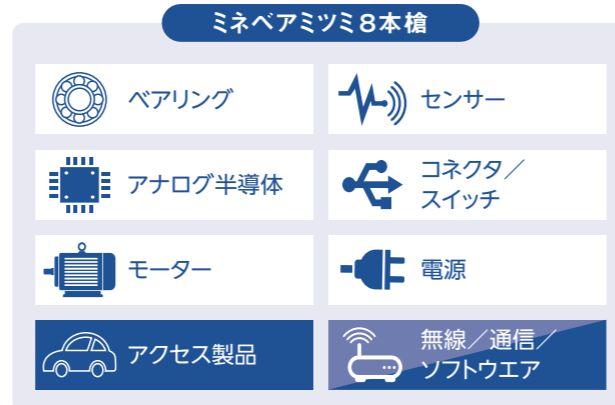 ミネベアミツミ8本槍
ベアリング
センサー
アナログ半導体
コネクタ／
スイッチ
モーター
電源
アクセス製品
無線／通信／
ソフトウエア